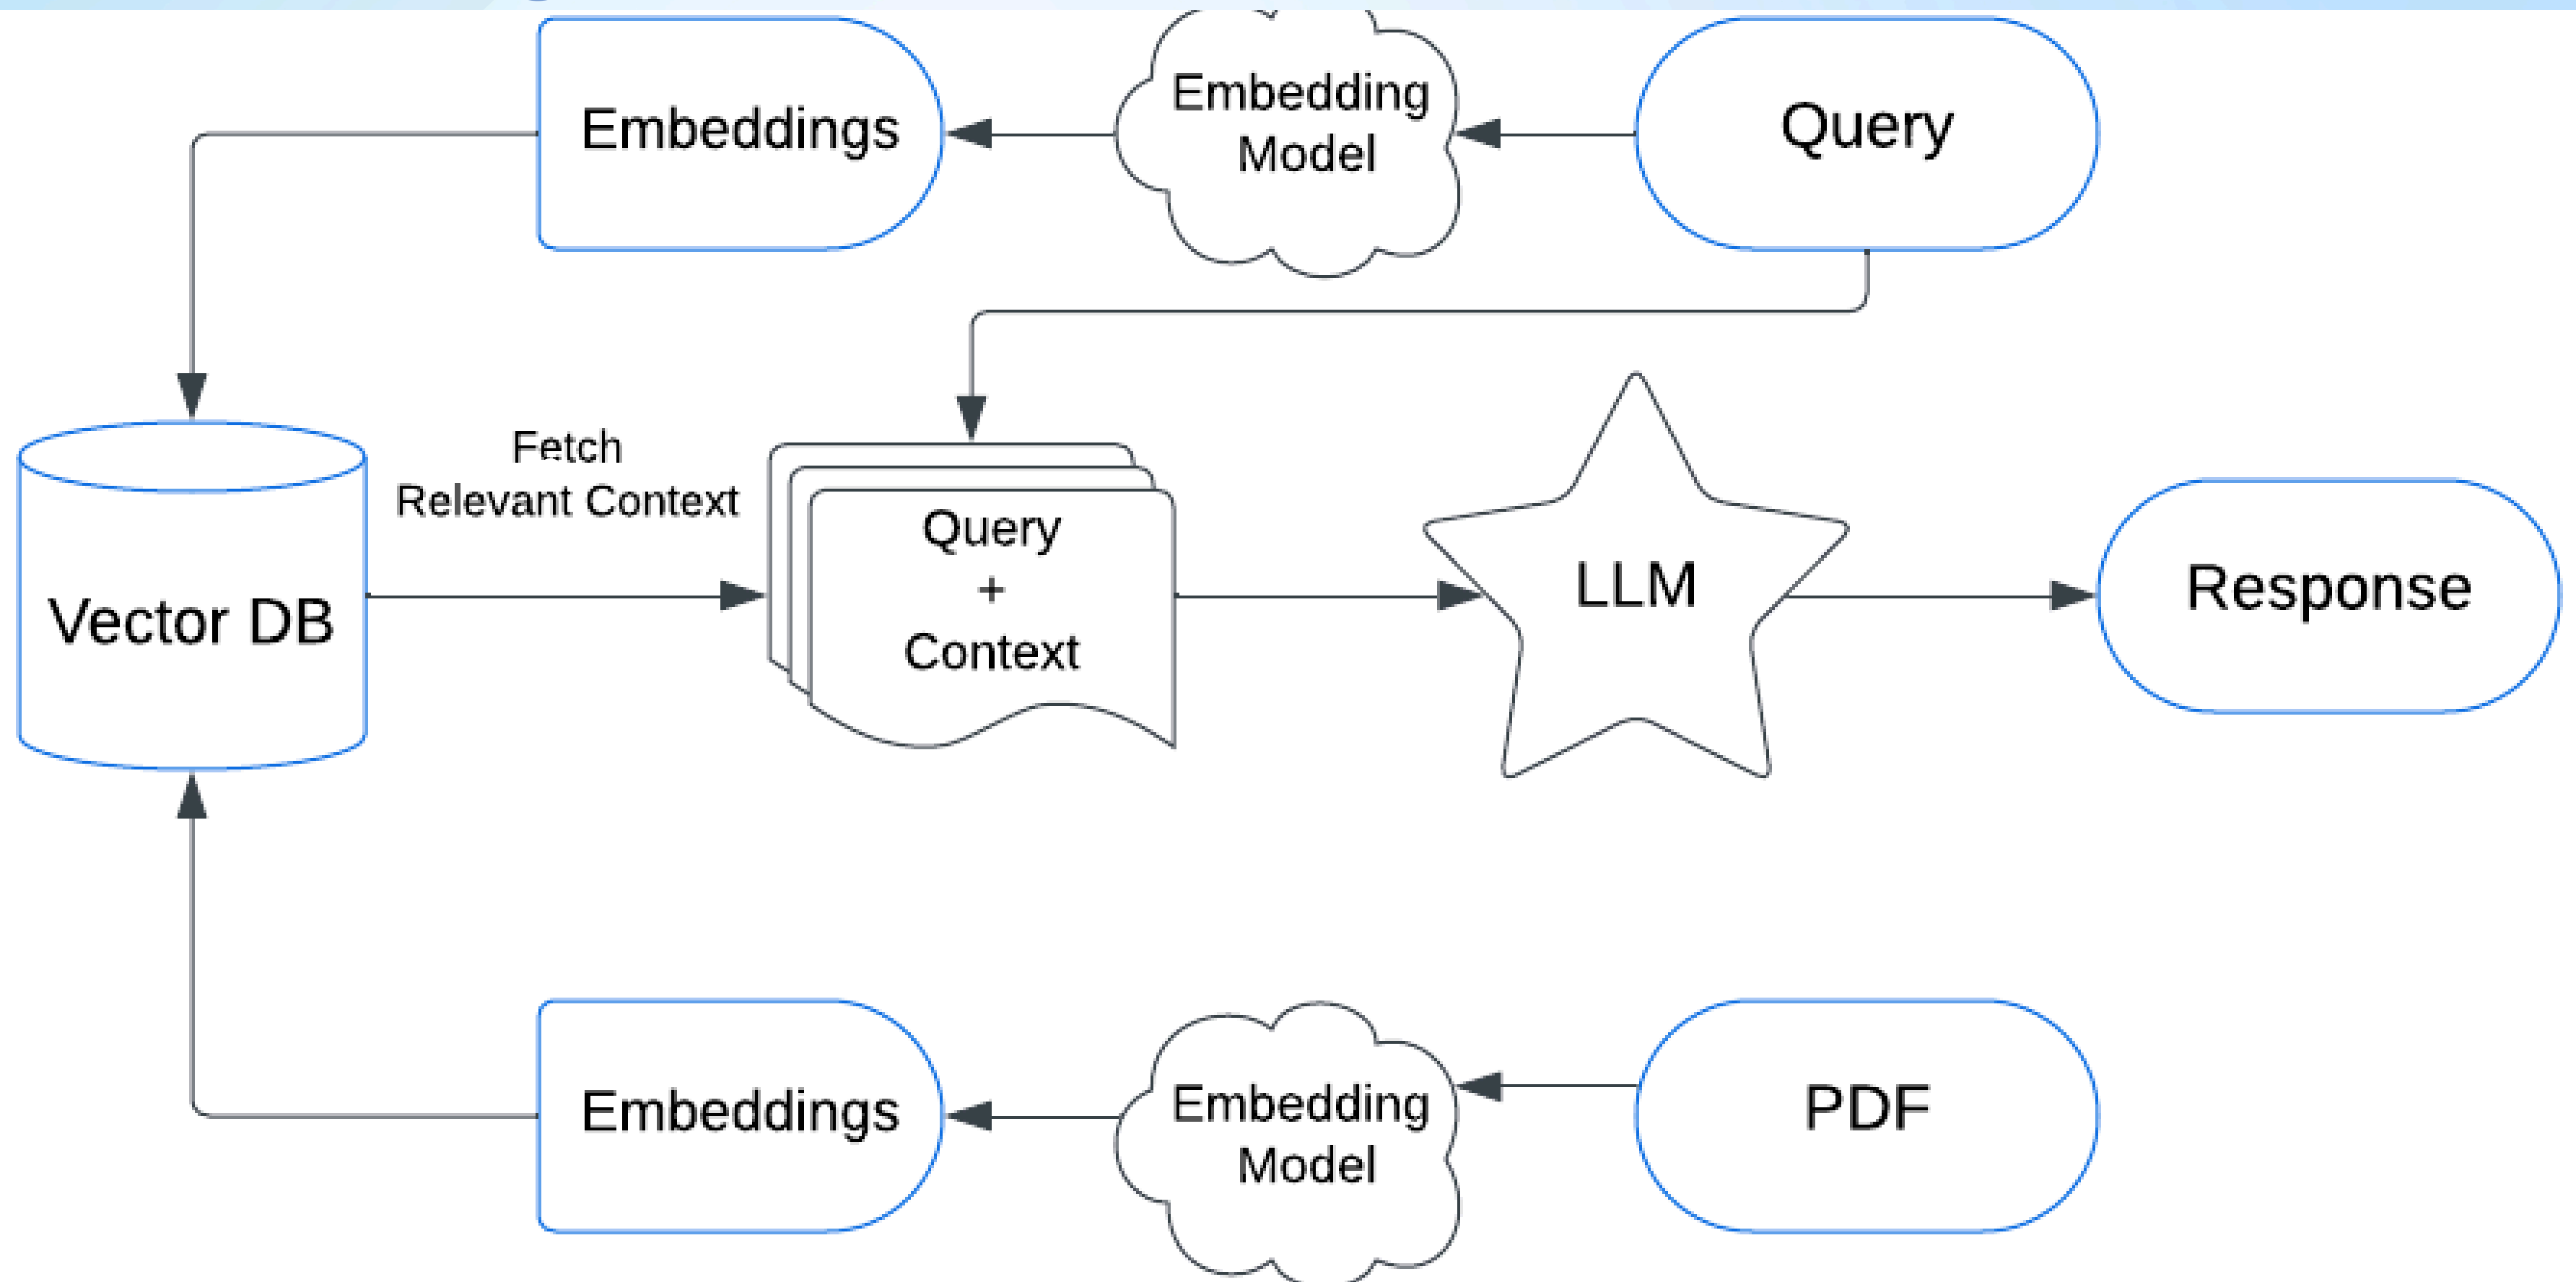 Embeddings
Embedding
Model
Query
Fetch
Relevant Context
Vector DB
Query
+
Context
LLM
Response
Embeddings
Embedding
Model
PDF